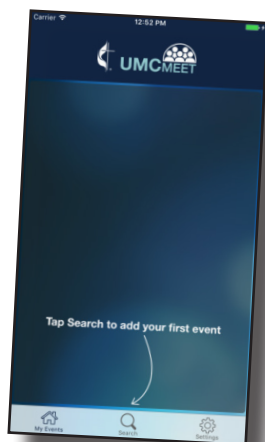 Carrier 12:52 PM
UMCMEET
Tap Search to add your first event
My Events Search Settings